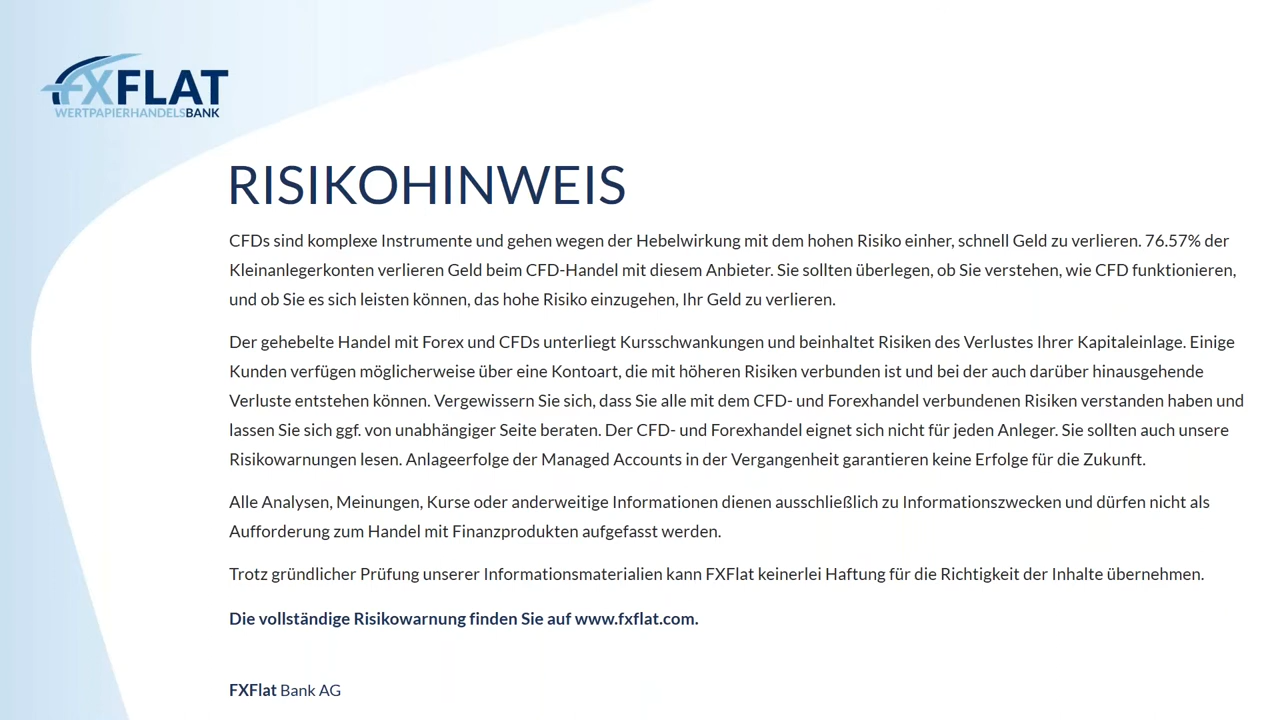 FXFLAT
WERTPAPIERHANDELSBANK
RISIKOHINWEIS
CFDs sind komplexe Instrumente und gehen wegen der Hebelwirkung mit dem hohen Risiko einher, schnell Geld zu verlieren. 76.57% der
Kleinanlegerkonten verlieren Geld beim CFD-Handel mit diesem Anbieter. Sie sollten überlegen, ob Sie verstehen, wie CFD funktionieren,
und ob Sie es sich leisten können, das hohe Risiko einzugehen, Ihr Geld zu verlieren.
Der gehebelte Handel mit Forex und CFDs unterliegt Kursschwankungen und beinhaltet Risiken des Verlustes Ihrer Kapitaleinlage. Einige
Kunden verfügen möglicherweise über eine Kontoart, die mit höheren Risiken verbunden ist und bei der auch darüber hinausgehende
Verluste entstehen können. Vergewissern Sie sich, dass Sie alle mit dem CFD- und Forexhandel verbundenen Risiken verstanden haben und
lassen Sie sich ggf. von unabhängiger Seite beraten. Der CFD- und Forexhandel eignet sich nicht für jeden Anleger. Sie sollten auch unsere
Risikowarnungen lesen. Anlageerfolge der Managed Accounts in der Vergangenheit garantieren keine Erfolge für die Zukunft.
Alle Analysen, Meinungen, Kurse oder anderweitige Informationen dienen ausschließlich zu Informationszwecken und dürfen nicht als
Aufforderung zum Handel mit Finanzprodukten aufgefasst werden.
Trotz gründlicher Prüfung unserer Informationsmaterialien kann FXFlat keinerlei Haftung für die Richtigkeit der Inhalte übernehmen.
Die vollständige Risikowarnung finden Sie auf www.fxflat.com.
FXFlat Bank AG